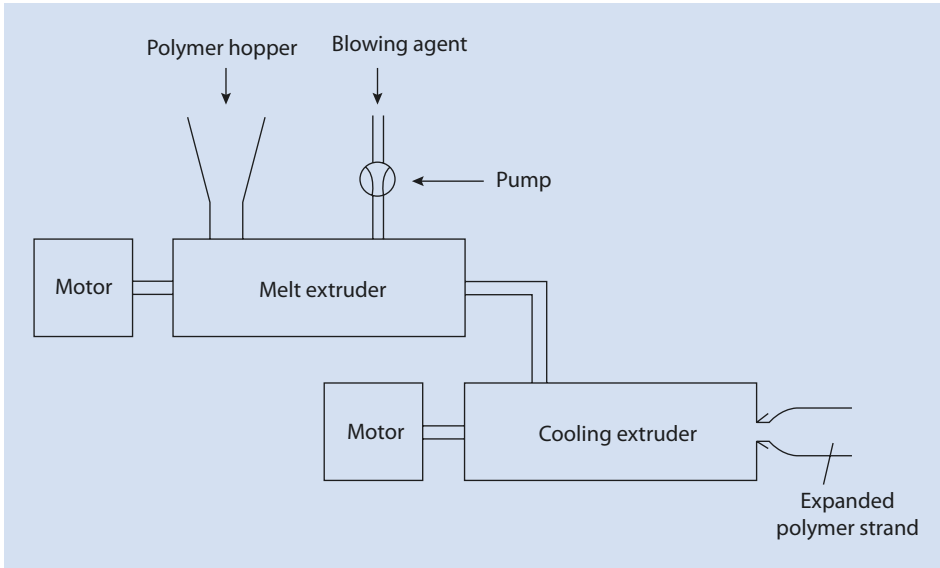 Polymer hopper
Blowing agent
Pump
Motor
Melt extruder
Motor
Cooling extruder
Expanded
polymer strand